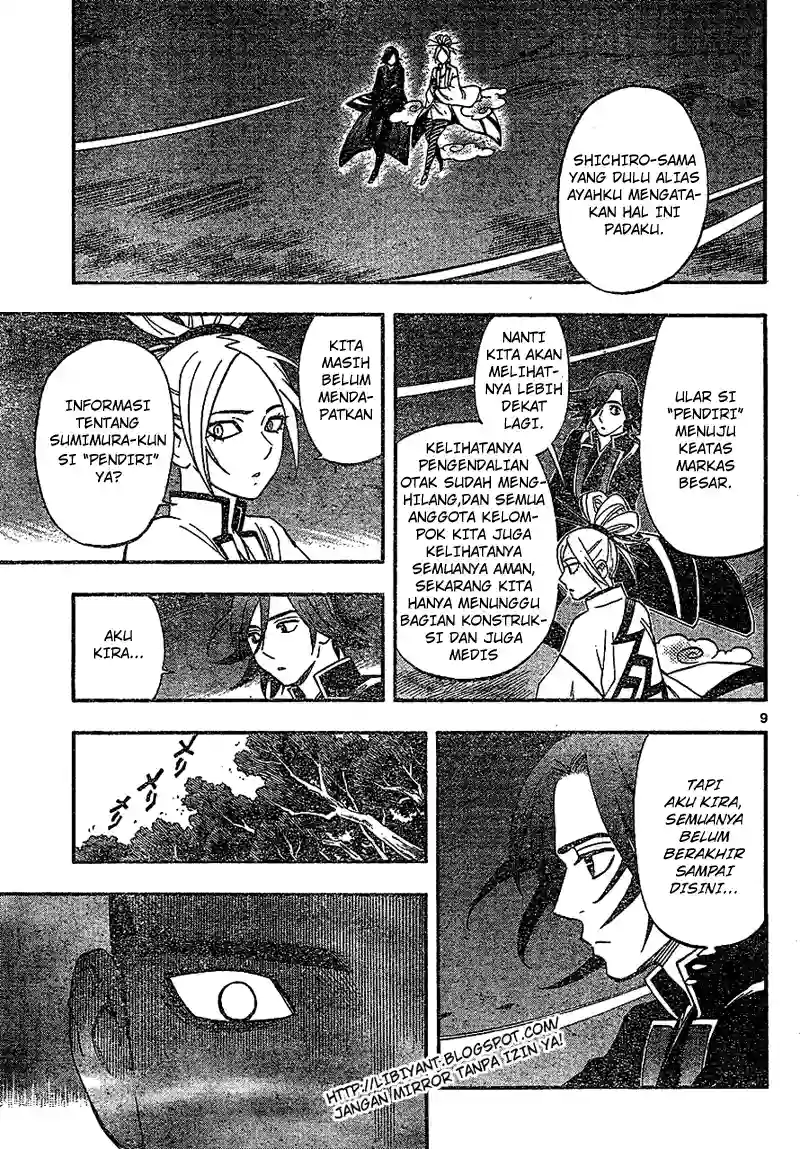 SHICHIRO-SAMA
YANG DULU ALIAS
AYAHKU MENGATA-
KAN HAL INI
PADAKU.
ULAR SI
"PENDIRI"
MENUJU
KEATAS
MARKAS
BESAR.
NANTI
KITA AKAN
MELIHAT-
NYA LEBIH
DEKAT
LAGI.
KELIHATANYA
PENGENDALIAN
OTAK SUDAH MENG-
HILANG,DAN SEMUA
ANGGOTA KELOM-
POK KITA JUGA
KELIHATANYA
SEMUANYA AMAN,
SEKARANG KITA
HANYA MENUNGGU
BAGIAN KONSTRUK-
SI DAN JUGA
MEDIS
KITA
MASIH
BELUM
MENDA-
PATKAN
INFORMASI
TENTANG
SUMIMURA-KUN
SI "PENDIRI"
YA?
AKU
KIRA...
9
TAPI
AKU KIRA,
SEMUANYA
BELUM
BERAKHIR
SAMPAI
DISINI...
HTTP://LIBIYANT.BLOGSPOT.COM/
JANGAN MIRROR TANPA IZIN YA!